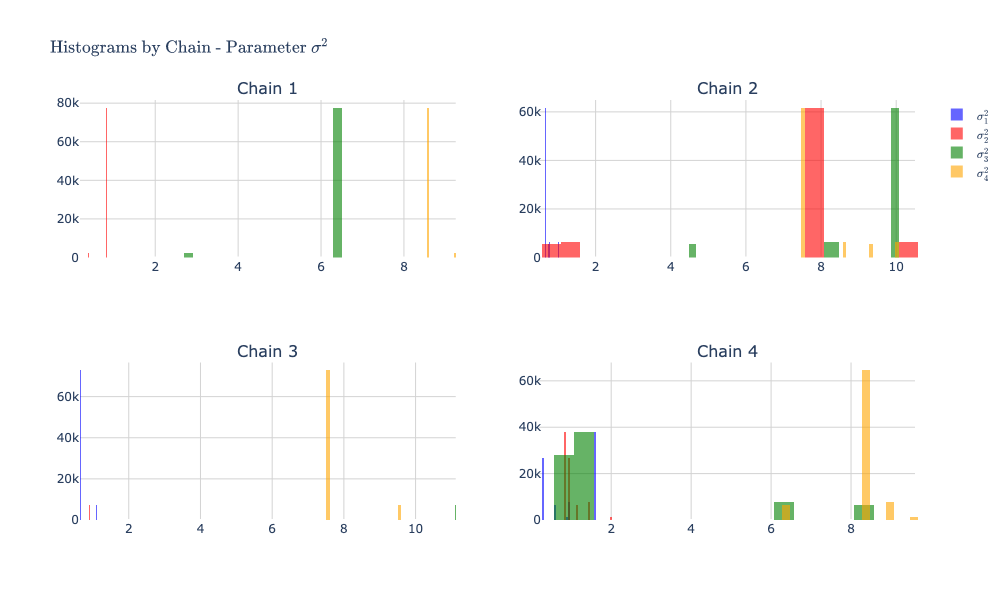 Histograms by Chain - Parameter σ²
Chain 1
80k
60k
40k
20k
0
2 4 6 8
Chain 2
60k
40k
20k
0
2 4 6 8 10
σ₁²
σ₂²
σ₃²
σ₄²
Chain 3
60k
40k
20k
0
2 4 6 8 10
Chain 4
60k
40k
20k
0
2 4 6 8